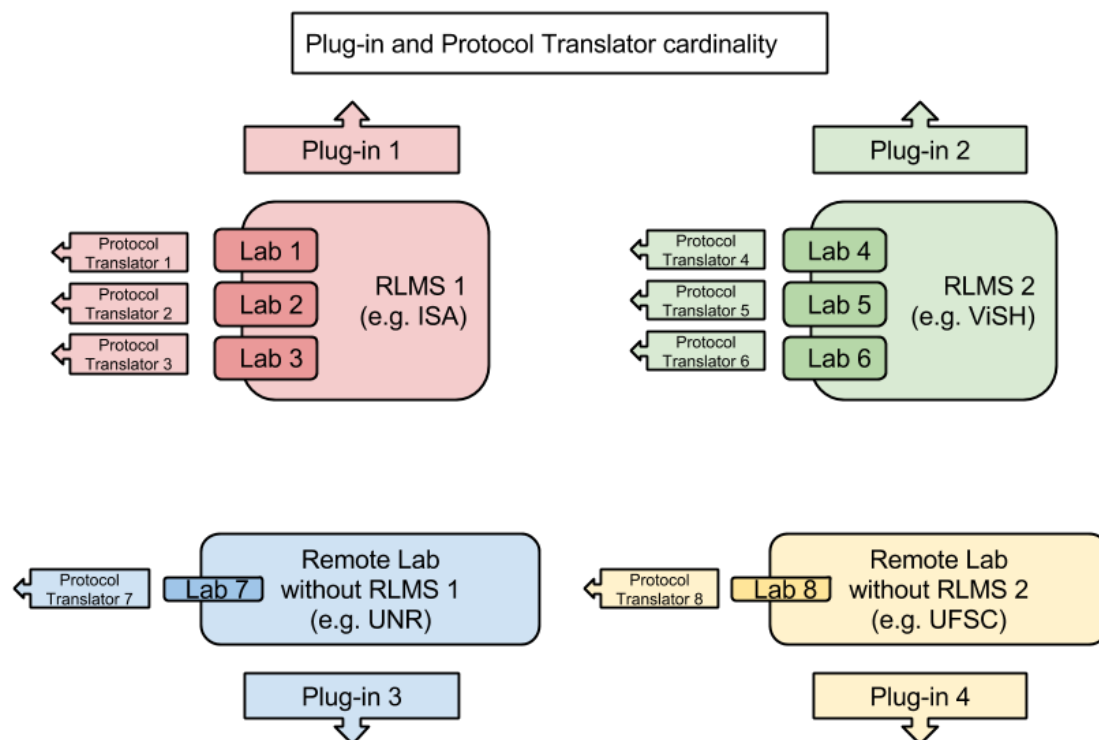 Plug-in and Protocol Translator cardinality
Plug-in 1
Plug-in 2
Protocol
Translator 1
Lab 1
Protocol
Translator 2
Lab 2
Protocol
Translator 3
Lab 3
RLMS 1
(e.g. ISA)
Protocol
Translator 4
Lab 4
Protocol
Translator 5
Lab 5
Protocol
Translator 6
Lab 6
RLMS 2
(e.g. ViSH)
Protocol
Translator 7
Lab 7
Remote Lab
without RLMS 1
(e.g. UNR)
Protocol
Translator 8
Lab 8
Remote Lab
without RLMS 2
(e.g. UFSC)
Plug-in 3
Plug-in 4